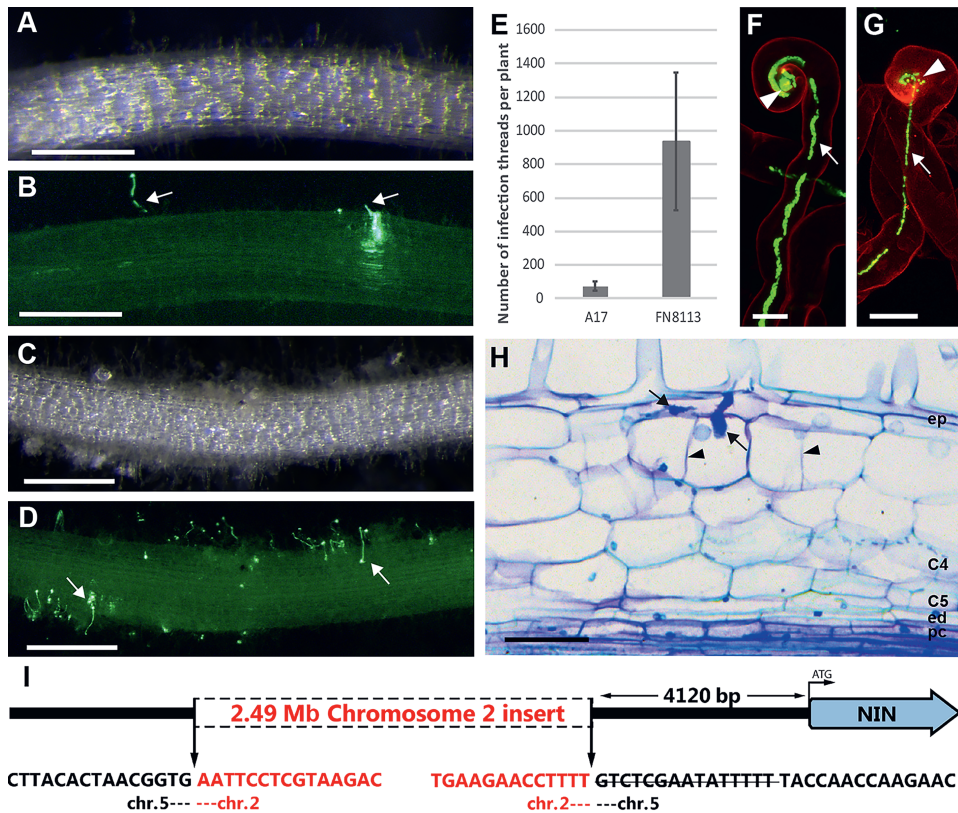 A
B
C
D
E
Number of infection threads per plant
1600
1400
1200
1000
800
600
400
200
0
A17 FN8113
F
G
H
ep
C4
C5
ed
pc
I
2.49 Mb Chromosome 2 insert
4120 bp
ATG
NIN
CTTACACTAACGGTG AATTCCTCGTAAGAC TGAAGAACCTTTT GTCTCGAATATTTTT TACCAACCAAGAAC
chr.5--- ---chr.2 chr.2--- ---chr.5